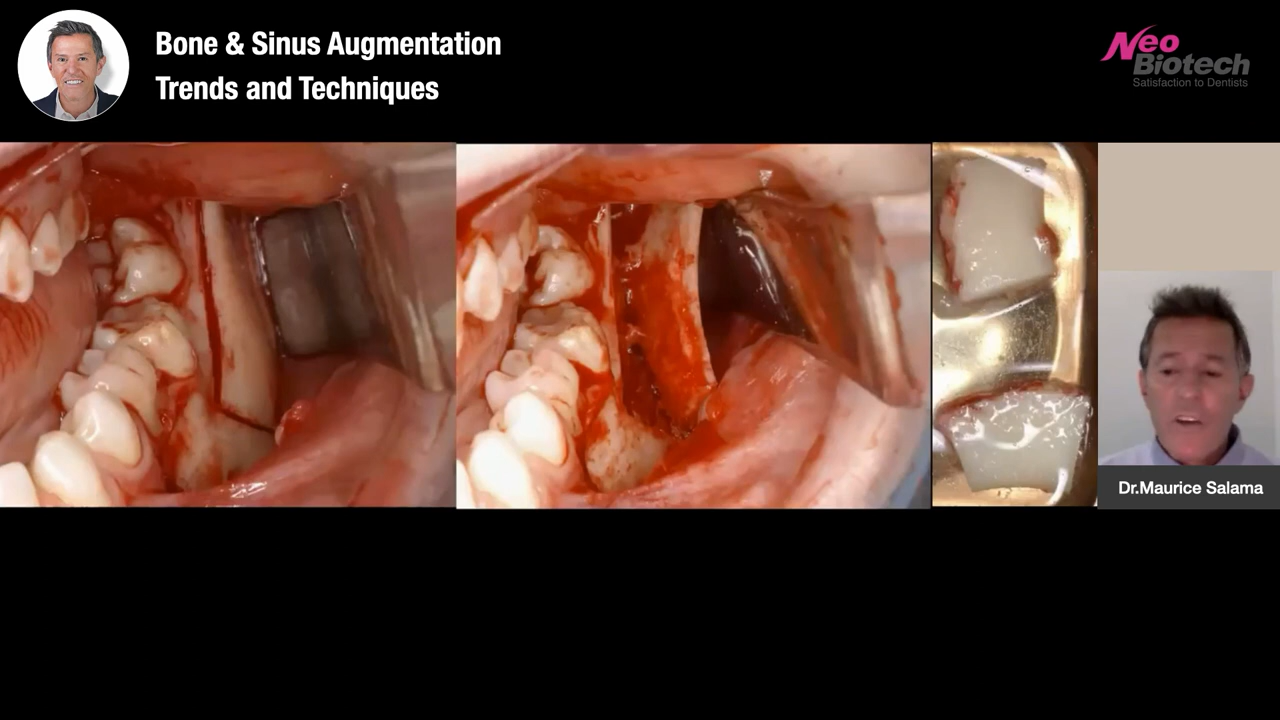 Bone & Sinus Augmentation
Trends and Techniques
Neo
Biotech
Satisfaction to Dentists
Dr.Maurice Salama